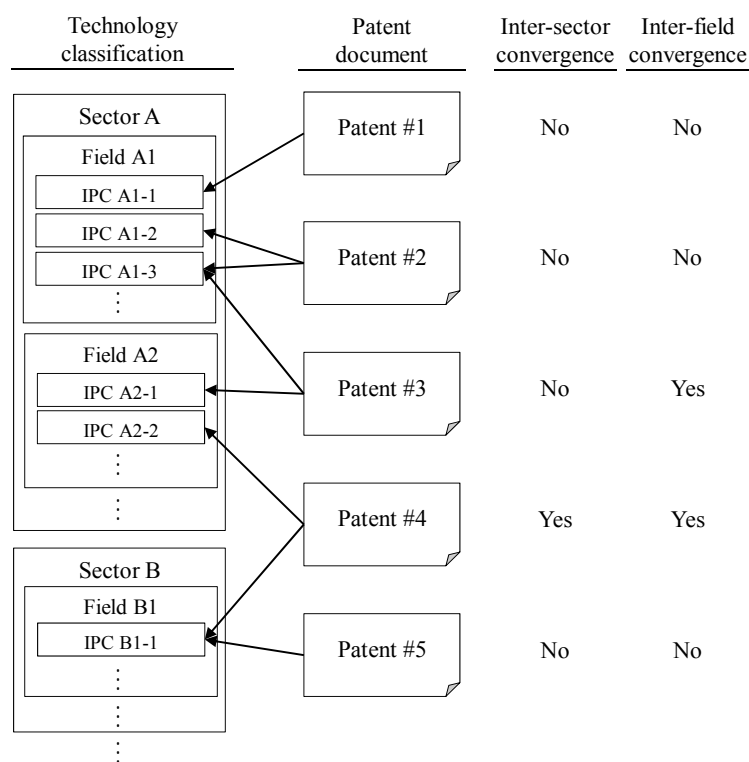 Technology
classification
Patent
document
Inter-sector
convergence
Inter-field
convergence
Sector A
Field A1
IPC A1-1
IPC A1-2
IPC A1-3
Field A2
IPC A2-1
IPC A2-2
Sector B
Field B1
IPC B1-1
Patent #1
No
No
Patent #2
No
No
Patent #3
No
Yes
Patent #4
Yes
Yes
Patent #5
No
No